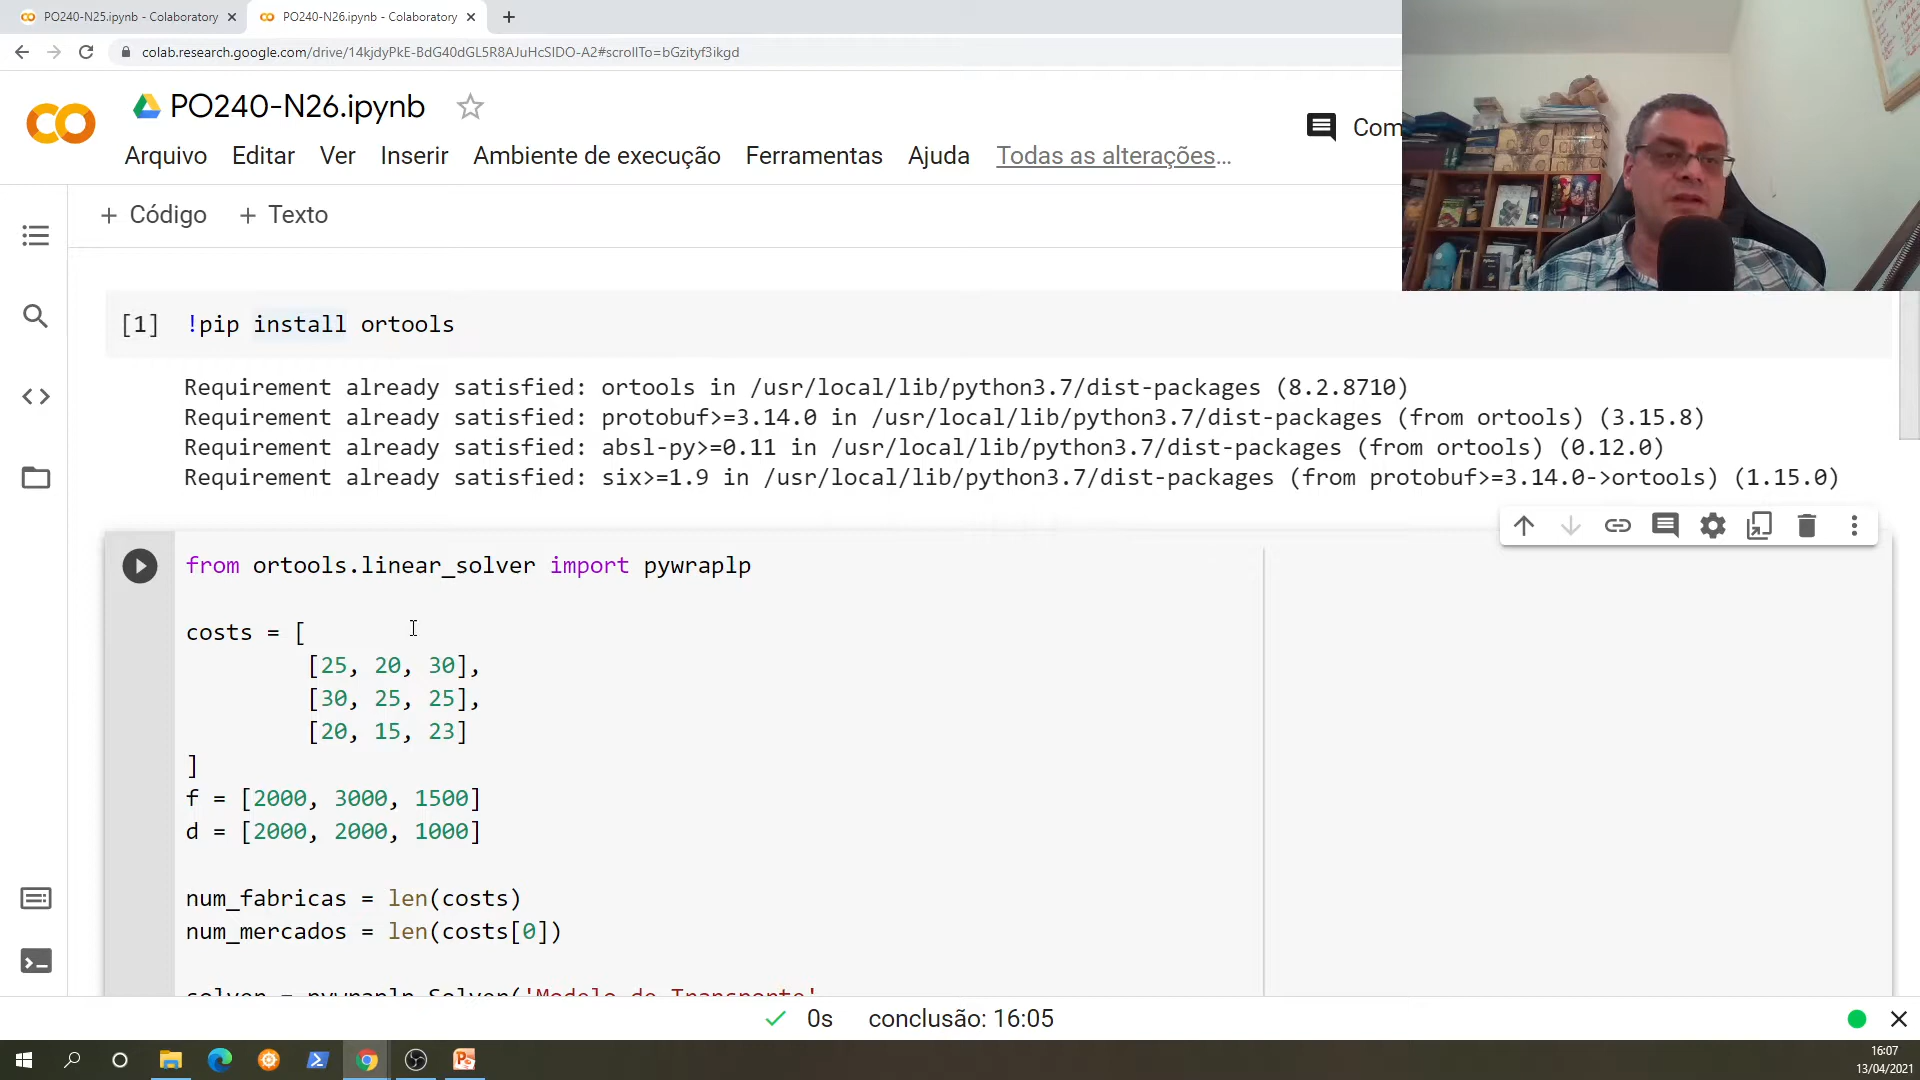 PO240-N25.ipynb - Colaboratory
PO240-N26.ipynb - Colaboratory
colab.research.google.com/drive/14kjdyPkE-BdG40dGL5R8AJuHcSIDO-A2#scrollTo=bGzityf3ikgd
PO240-N26.ipynb
Com
Arquivo Editar Ver Inserir Ambiente de execução Ferramentas Ajuda Todas as alterações...
+ Código + Texto
[1] !pip install ortools
Requirement already satisfied: ortools in /usr/local/lib/python3.7/dist-packages (8.2.8710)
Requirement already satisfied: protobuf>=3.14.0 in /usr/local/lib/python3.7/dist-packages (from ortools) (3.15.8)
Requirement already satisfied: absl-py>=0.11 in /usr/local/lib/python3.7/dist-packages (from ortools) (0.12.0)
Requirement already satisfied: six>=1.9 in /usr/local/lib/python3.7/dist-packages (from protobuf>=3.14.0->ortools) (1.15.0)
from ortools.linear_solver import pywraplp
costs = [
[25, 20, 30],
[30, 25, 25],
[20, 15, 23]
]
f = [2000, 3000, 1500]
d = [2000, 2000, 1000]
num_fabricas = len(costs)
num_mercados = len(costs[0])
solver = pywraplp.Solver('Modelo de Transporte'
0s conclusão: 16:05
16:07
13/04/2021